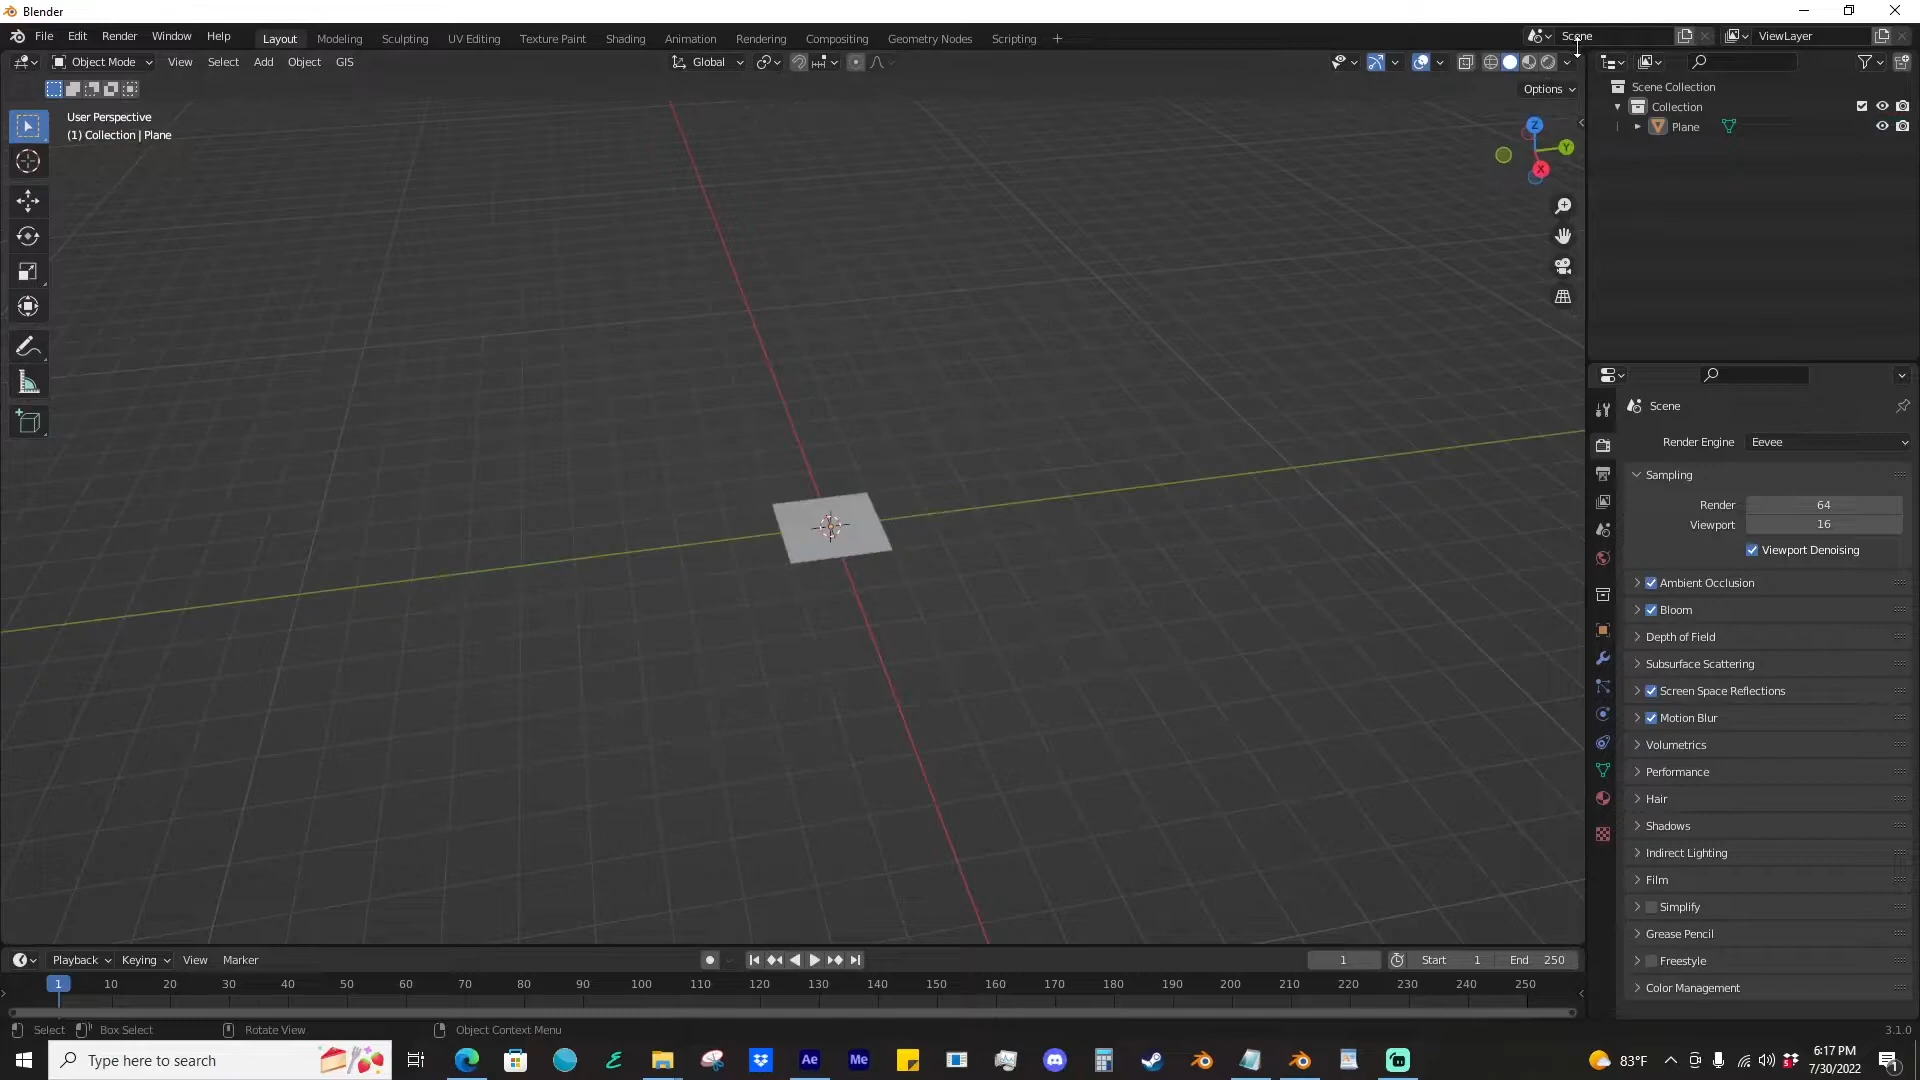 Blender
File Edit Render Window Help Layout Modeling Sculpting UV Editing Texture Paint Shading Animation Rendering Compositing Geometry Nodes Scripting Scene ViewLayer
Object Mode View Select Add Object GIS Global
Options
User Perspective
(1) Collection | Plane
Z
Y
X
Scene Collection
Collection
Plane
Scene
Render Engine Eevee
Sampling
Render 64
Viewport 16
Viewport Denoising
Ambient Occlusion
Bloom
Depth of Field
Subsurface Scattering
Screen Space Reflections
Motion Blur
Volumetrics
Performance
Hair
Shadows
Indirect Lighting
Film
Simplify
Grease Pencil
Freestyle
Color Management
Playback Keying View Marker 1 Start 1 End 250
1 10 20 30 40 50 60 70 80 90 100 110 120 130 140 150 160 170 180 190 200 210 220 230 240 250
Select Box Select Rotate View Object Context Menu 3.1.0
Type here to search Ae Me 83°F 6:17 PM
7/30/2022